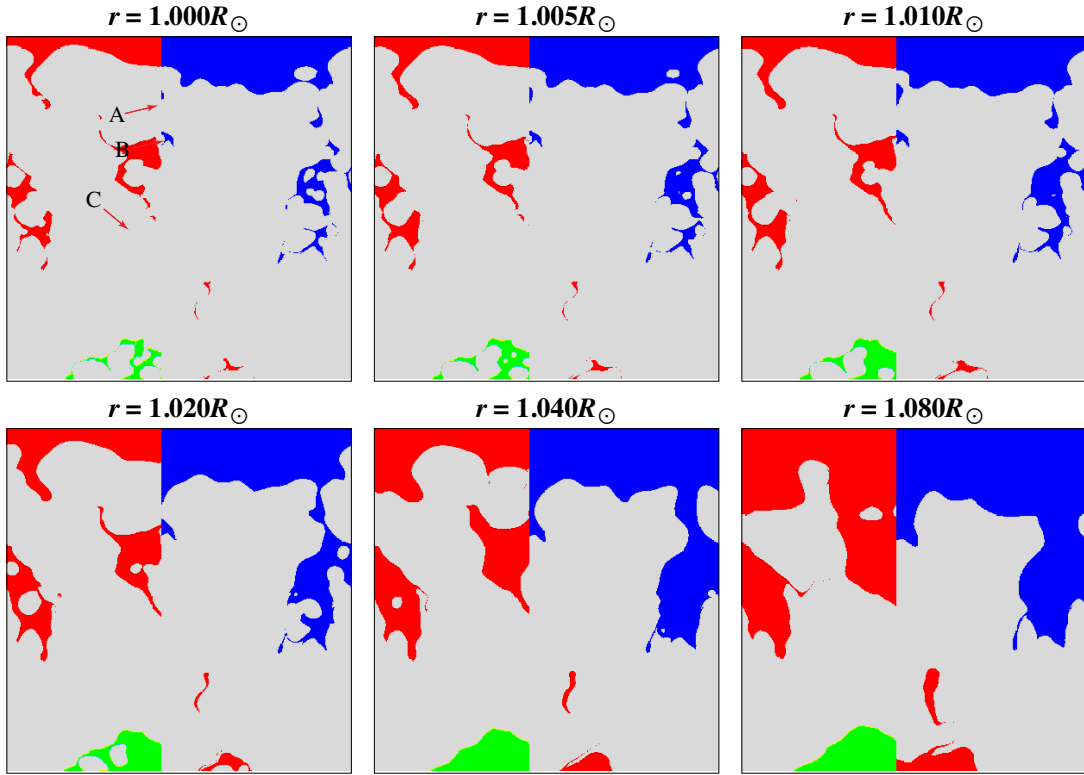 r = 1.000R⊙
r = 1.005R⊙
r = 1.010R⊙
A
B
C
r = 1.020R⊙
r = 1.040R⊙
r = 1.080R⊙